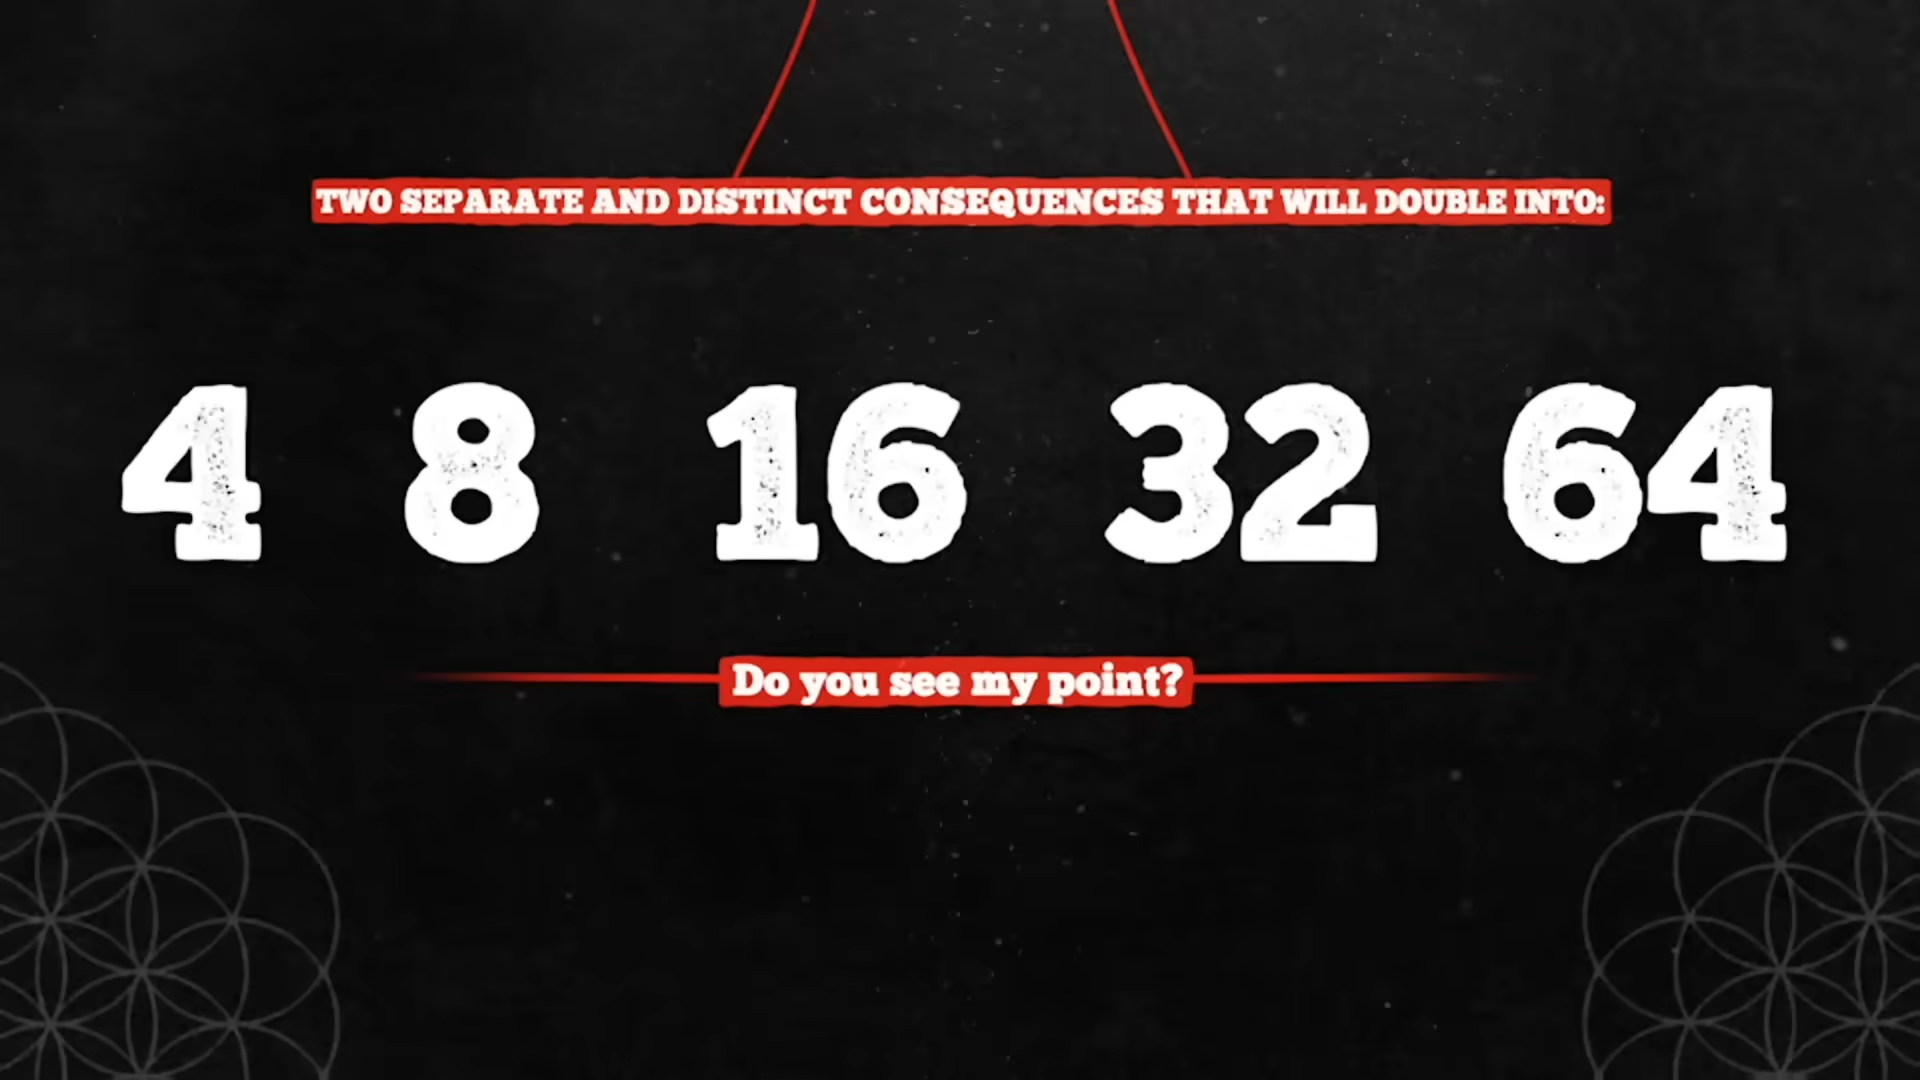 TWO SEPARATE AND DISTINCT CONSEQUENCES THAT WILL DOUBLE INTO:
4 8 16 32 64
Do you see my point?